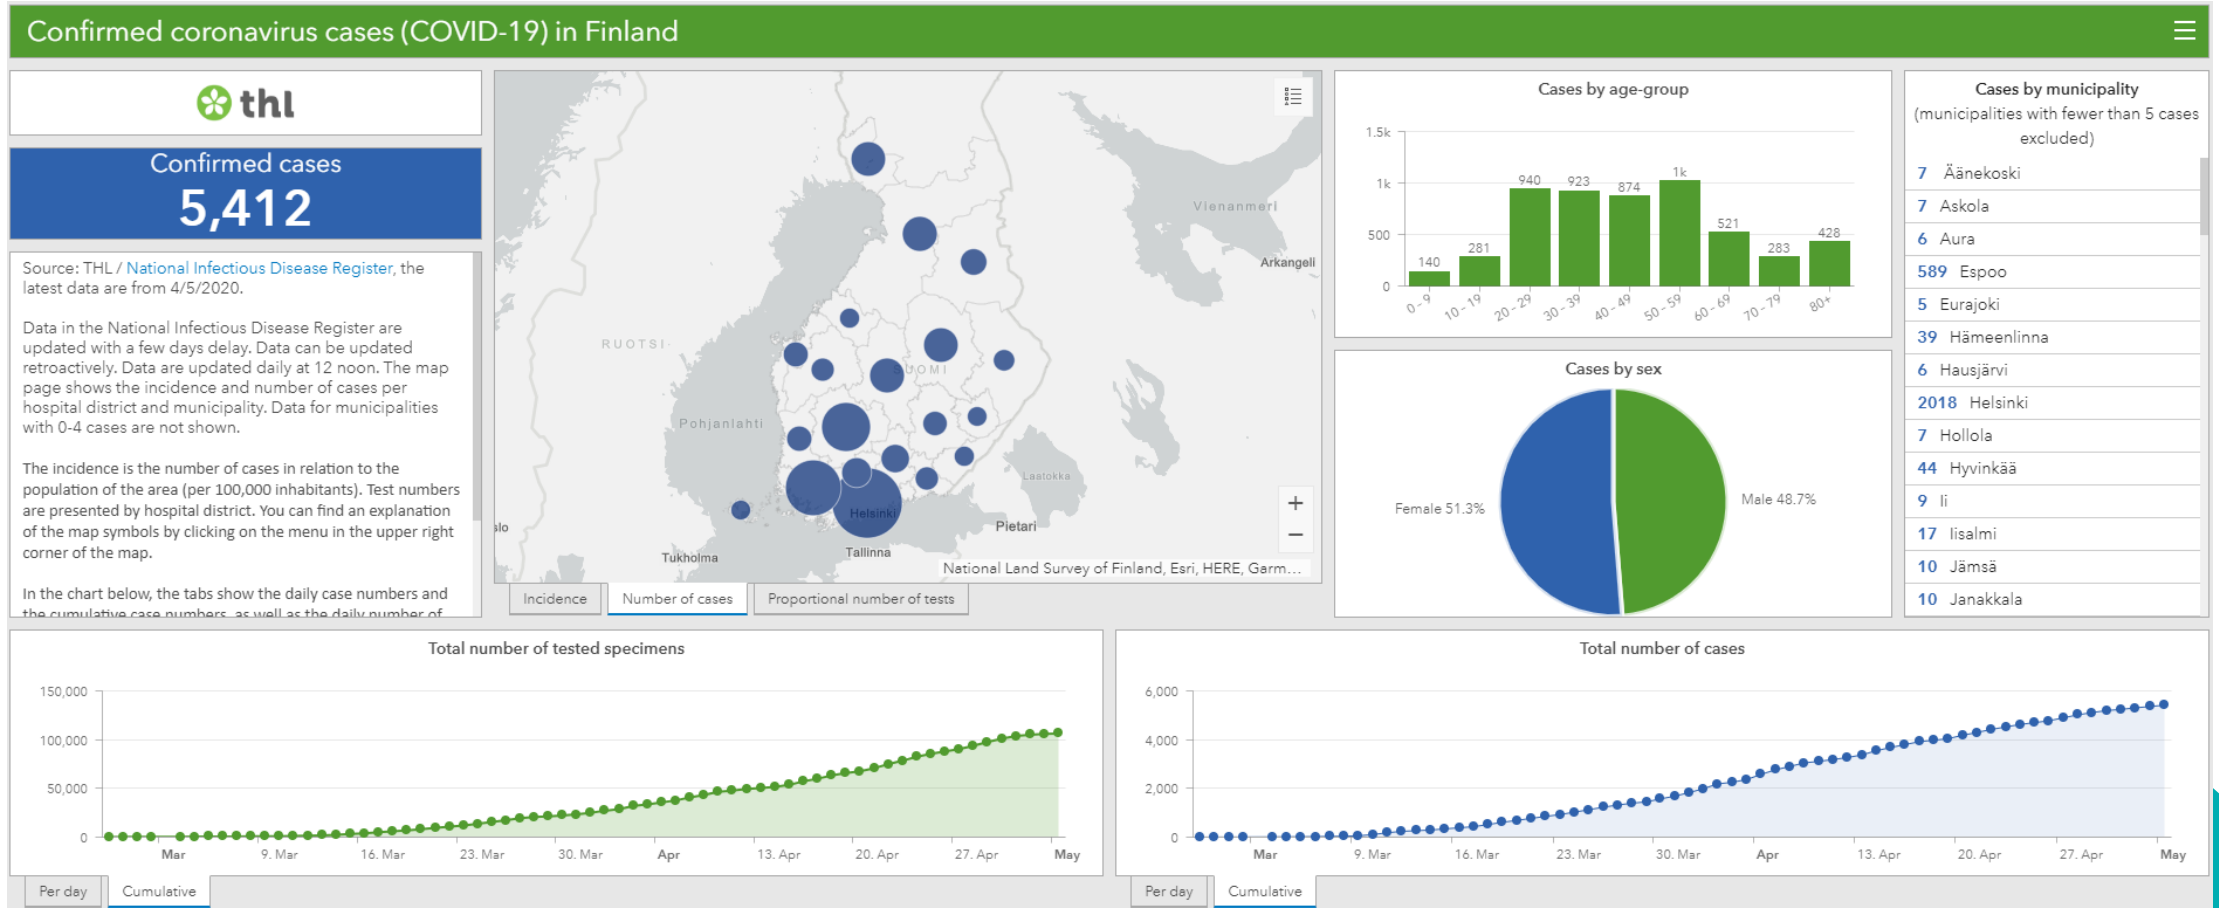 Confirmed coronavirus cases (COVID-19) in Finland
thl
Confirmed cases
5,412
Source: THL / National Infectious Disease Register, the
latest data are from 4/5/2020.
Data in the National Infectious Disease Register are
updated with a few days delay. Data can be updated
retroactively. Data are updated daily at 12 noon. The map
page shows the incidence and number of cases per
hospital district and municipality. Data for municipalities
with 0-4 cases are not shown.
The incidence is the number of cases in relation to the
population of the area (per 100,000 inhabitants). Test numbers
are presented by hospital district. You can find an explanation
of the map symbols by clicking on the menu in the upper right
corner of the map.
In the chart below, the tabs show the daily case numbers and
the cumulative case numbers, as well as the daily number of
Vienanmeri
Arkangeli
RUOTSI
SUOMI
Pohjanlahti
Laatokka
Helsinki
Pietari
slo
Tallinna
Tukholma
National Land Survey of Finland, Esri, HERE, Garm...
Incidence
Number of cases
Proportional number of tests
Cases by age-group
1.5k
1k
500
0
140
281
940
923
874
1k
521
283
428
0 - 9
10 - 19
20 - 29
30 - 39
40 - 49
50 - 59
60 - 69
70 - 79
80+
Cases by sex
Female 51.3%
Male 48.7%
Cases by municipality
(municipalities with fewer than 5 cases
excluded)
7 Äänekoski
7 Askola
6 Aura
589 Espoo
5 Eurajoki
39 Hämeenlinna
6 Hausjärvi
2018 Helsinki
7 Hollola
44 Hyvinkää
9 Ii
17 Iisalmi
10 Jämsä
10 Janakkala
Total number of tested specimens
150,000
100,000
50,000
0
Mar
9. Mar
16. Mar
23. Mar
30. Mar
Apr
13. Apr
20. Apr
27. Apr
May
Per day
Cumulative
Total number of cases
6,000
4,000
2,000
0
Mar
9. Mar
16. Mar
23. Mar
30. Mar
Apr
13. Apr
20. Apr
27. Apr
May
Per day
Cumulative